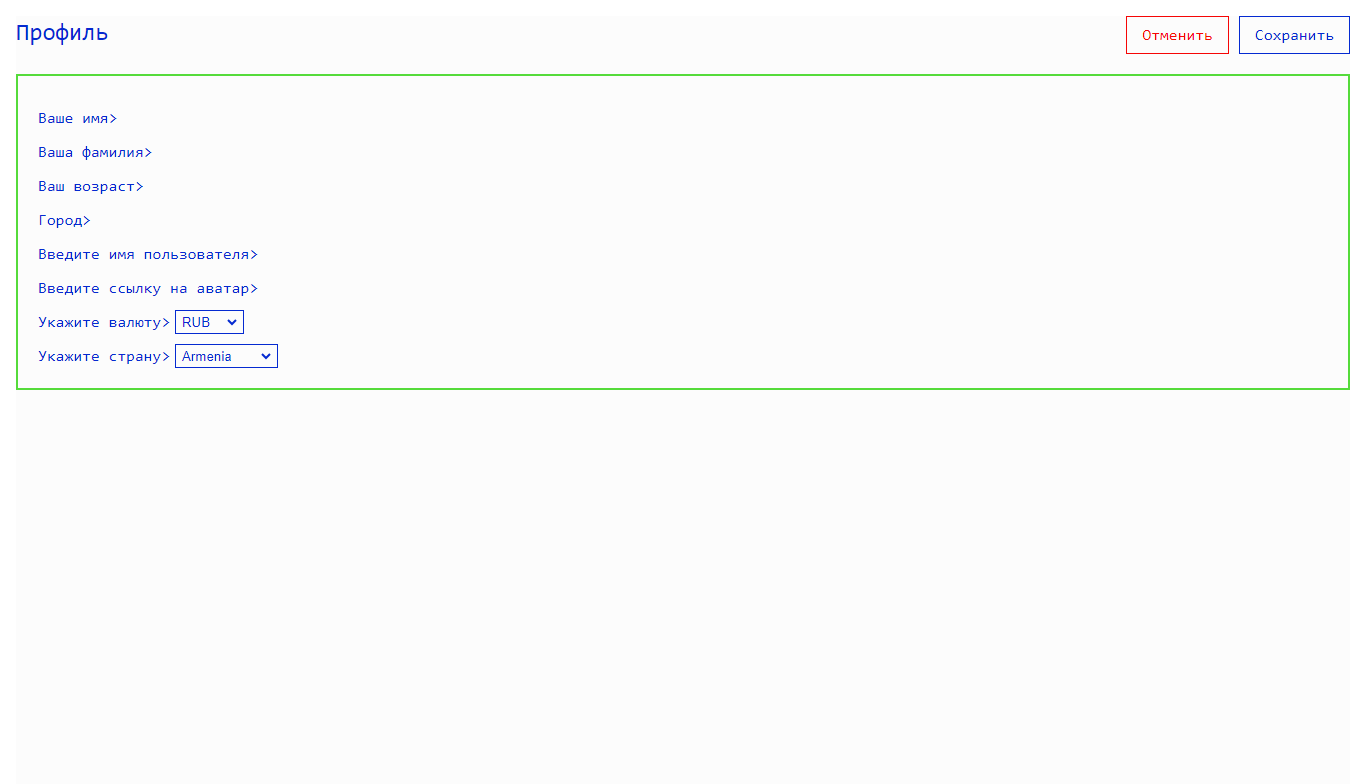 Профиль
Отменить
Сохранить
Ваше имя>
Ваша фамилия>
Ваш возраст>
Город>
Введите имя пользователя>
Введите ссылку на аватар>
Укажите валюту> RUB
Укажите страну> Armenia